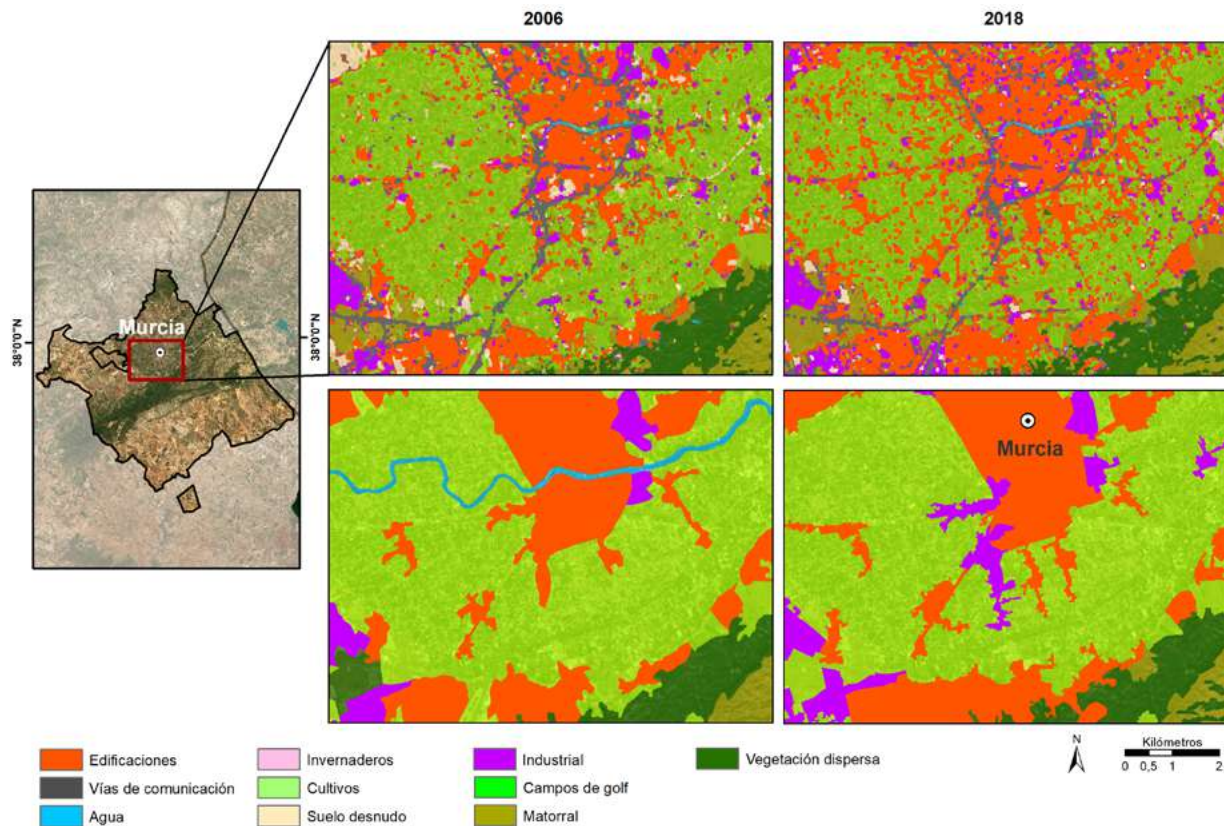 2006
2018
Murcia
38°0'0"N
38°0'0"N
Murcia
Edificaciones
Invernaderos
Industrial
Vegetación dispersa
Vías de comunicación
Cultivos
Campos de golf
Agua
Suelo desnudo
Matorral
N
Kilómetros
0 0,5 1 2